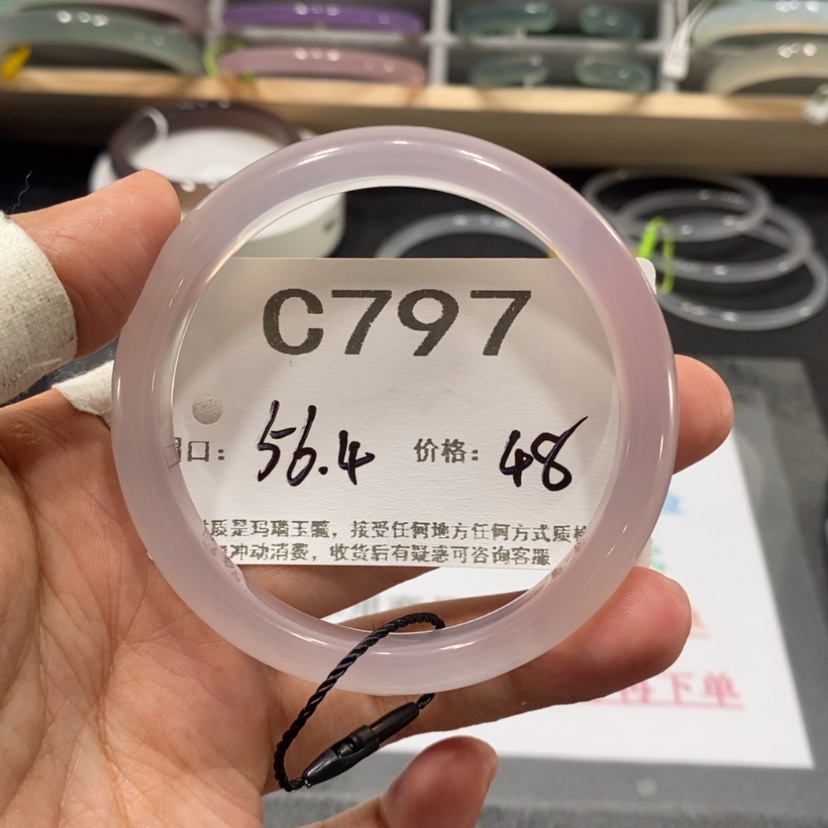 C797
口: 56.4 价格: 48
质是玛瑙玉髓，接受任何地方任何方式质
冲动消费，收货后有疑惑可咨询客服
下单